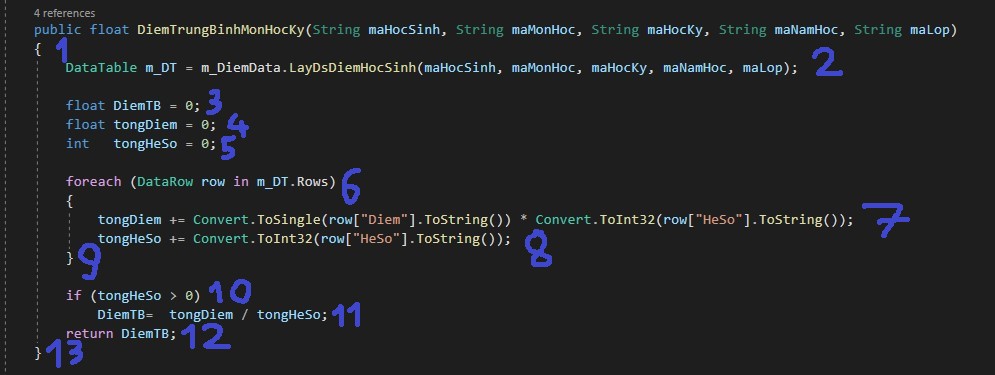 4 references
public float DiemTrungBinhMonHocKy(String maHocSinh, String maMonHoc, String maHocKy, String maNamHoc, String maLop)
{ 1
DataTable m_DT = m_DiemData.LayDsDiemHocSinh(maHocSinh, maMonHoc, maHocKy, maNamHoc, maLop); 2
float DiemTB = 0; 3
float tongDiem = 0; 4
int tongHeSo = 0; 5
foreach (DataRow row in m_DT.Rows) 6
{
tongDiem += Convert.ToSingle(row["Diem"].ToString()) * Convert.ToInt32(row["HeSo"].ToString()); 7
tongHeSo += Convert.ToInt32(row["HeSo"].ToString()); 8
} 9
if (tongHeSo > 0) 10
DiemTB= tongDiem / tongHeSo; 11
return DiemTB; 12
} 13